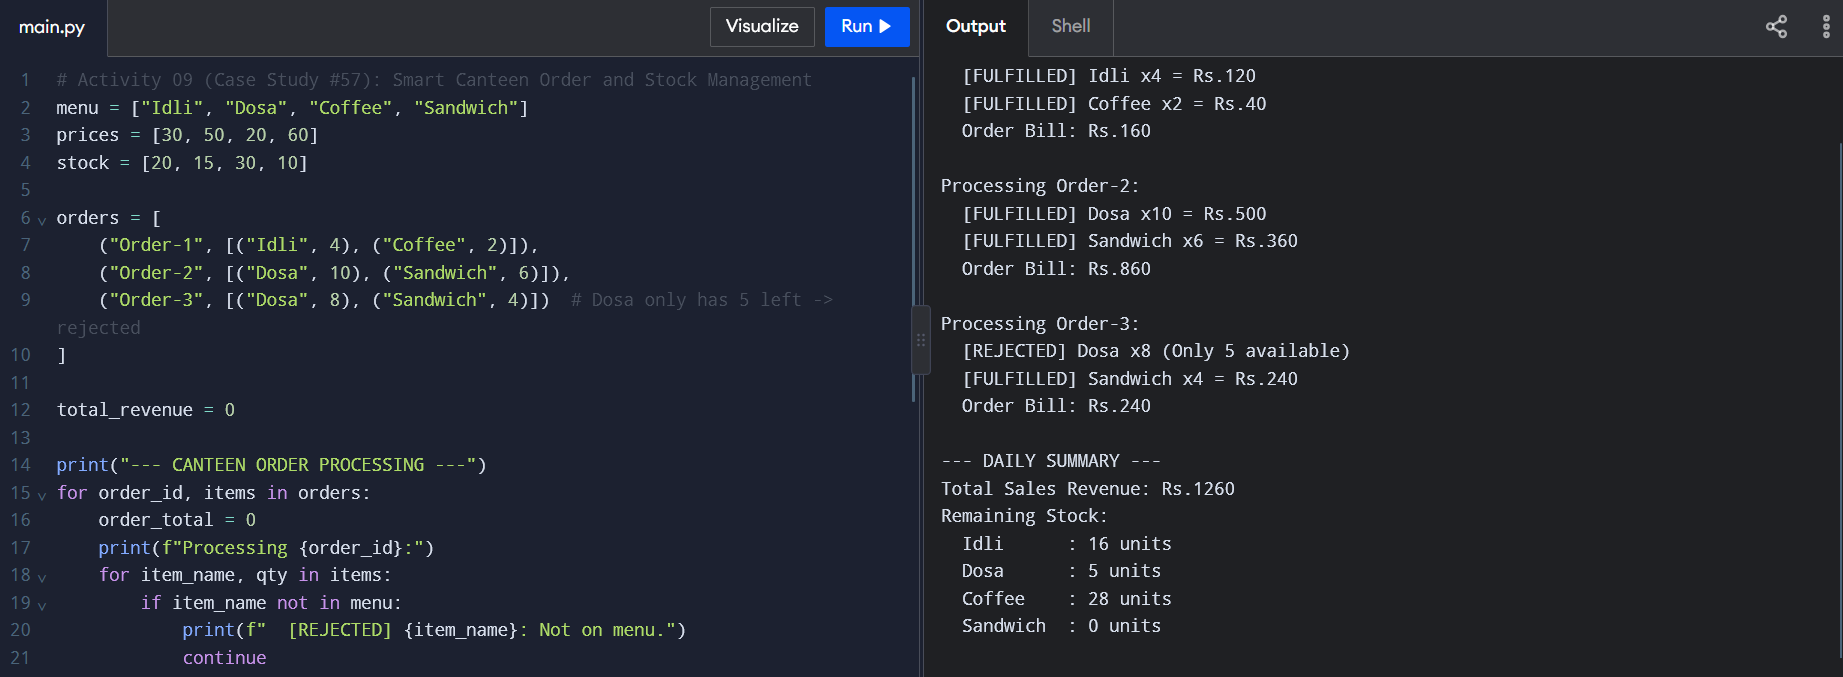 main.py
Visualize
Run
Output
Shell
1 # Activity 09 (Case Study #57): Smart Canteen Order and Stock Management
2 menu = ["Idli", "Dosa", "Coffee", "Sandwich"]
3 prices = [30, 50, 20, 60]
4 stock = [20, 15, 30, 10]
5
6 orders = [
7     ("Order-1", [("Idli", 4), ("Coffee", 2)]),
8     ("Order-2", [("Dosa", 10), ("Sandwich", 6)]),
9     ("Order-3", [("Dosa", 8), ("Sandwich", 4)])  # Dosa only has 5 left ->
rejected
10 ]
11
12 total_revenue = 0
13
14 print("--- CANTEEN ORDER PROCESSING ---")
15 for order_id, items in orders:
16     order_total = 0
17     print(f"Processing {order_id}:")
18     for item_name, qty in items:
19         if item_name not in menu:
20             print(f"  [REJECTED] {item_name}: Not on menu.")
21             continue
  [FULFILLED] Idli x4 = Rs.120
  [FULFILLED] Coffee x2 = Rs.40
  Order Bill: Rs.160
Processing Order-2:
  [FULFILLED] Dosa x10 = Rs.500
  [FULFILLED] Sandwich x6 = Rs.360
  Order Bill: Rs.860
Processing Order-3:
  [REJECTED] Dosa x8 (Only 5 available)
  [FULFILLED] Sandwich x4 = Rs.240
  Order Bill: Rs.240
--- DAILY SUMMARY ---
Total Sales Revenue: Rs.1260
Remaining Stock:
  Idli      : 16 units
  Dosa      : 5 units
  Coffee    : 28 units
  Sandwich  : 0 units